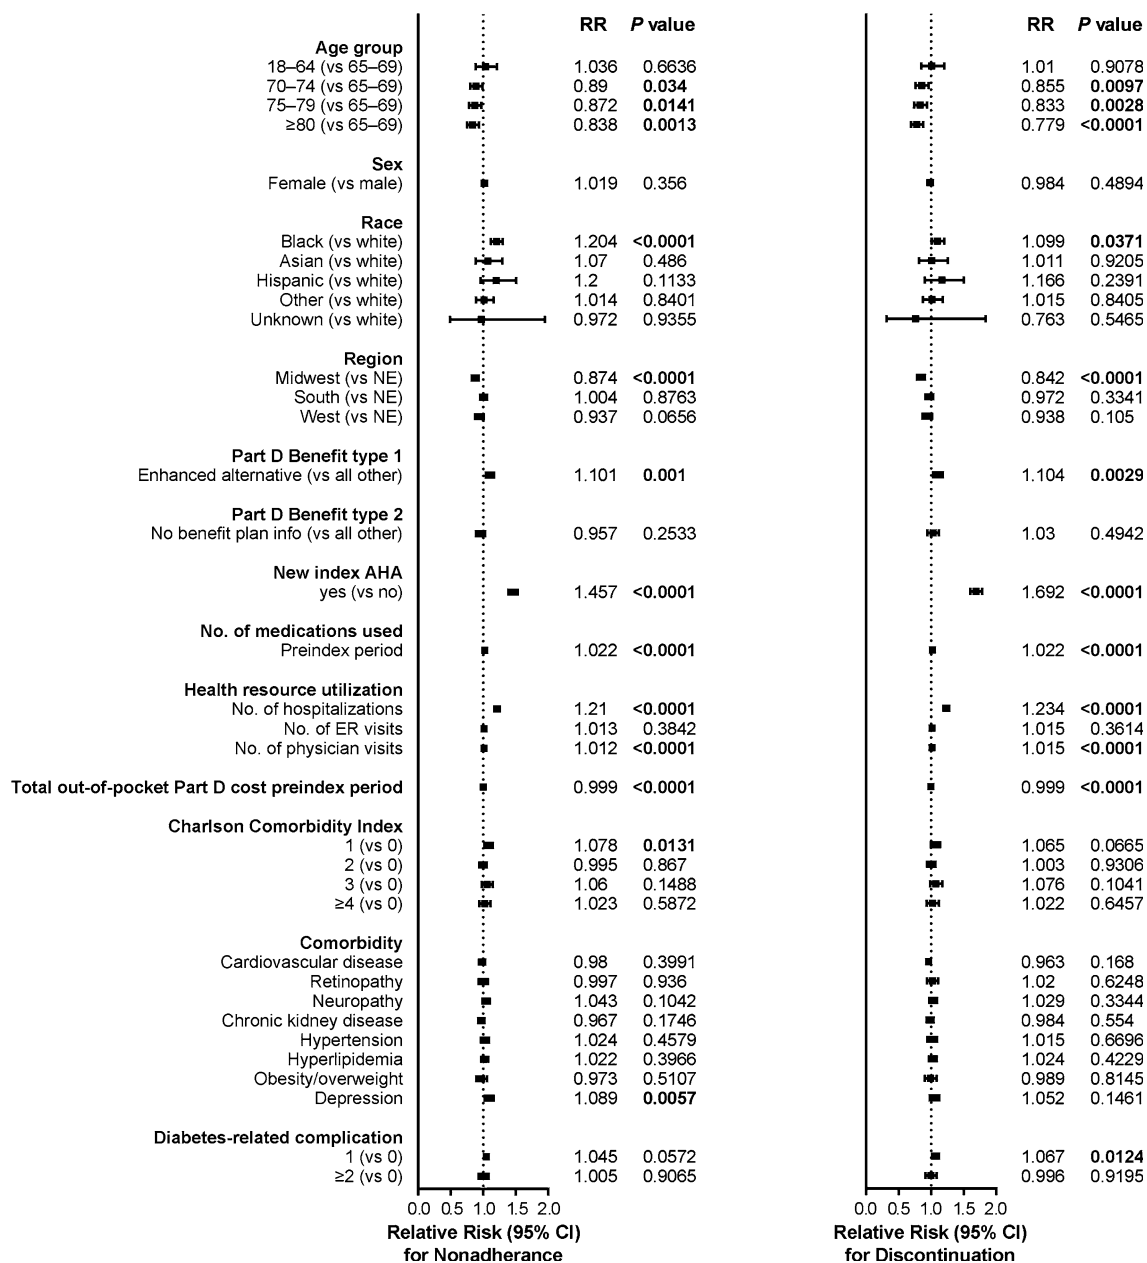 RR P value RR P value
Age group
18–64 (vs 65–69) 1.036 0.6636 1.01 0.9078
70–74 (vs 65–69) 0.89 0.034 0.855 0.0097
75–79 (vs 65–69) 0.872 0.0141 0.833 0.0028
≥80 (vs 65–69) 0.838 0.0013 0.779 <0.0001
Sex
Female (vs male) 1.019 0.356 0.984 0.4894
Race
Black (vs white) 1.204 <0.0001 1.099 0.0371
Asian (vs white) 1.07 0.486 1.011 0.9205
Hispanic (vs white) 1.2 0.1133 1.166 0.2391
Other (vs white) 1.014 0.8401 1.015 0.8405
Unknown (vs white) 0.972 0.9355 0.763 0.5465
Region
Midwest (vs NE) 0.874 <0.0001 0.842 <0.0001
South (vs NE) 1.004 0.8763 0.972 0.3341
West (vs NE) 0.937 0.0656 0.938 0.105
Part D Benefit type 1
Enhanced alternative (vs all other) 1.101 0.001 1.104 0.0029
Part D Benefit type 2
No benefit plan info (vs all other) 0.957 0.2533 1.03 0.4942
New index AHA
yes (vs no) 1.457 <0.0001 1.692 <0.0001
No. of medications used
Preindex period 1.022 <0.0001 1.022 <0.0001
Health resource utilization
No. of hospitalizations 1.21 <0.0001 1.234 <0.0001
No. of ER visits 1.013 0.3842 1.015 0.3614
No. of physician visits 1.012 <0.0001 1.015 <0.0001
Total out-of-pocket Part D cost preindex period 0.999 <0.0001 0.999 <0.0001
Charlson Comorbidity Index
1 (vs 0) 1.078 0.0131 1.065 0.0665
2 (vs 0) 0.995 0.867 1.003 0.9306
3 (vs 0) 1.06 0.1488 1.076 0.1041
≥4 (vs 0) 1.023 0.5872 1.022 0.6457
Comorbidity
Cardiovascular disease 0.98 0.3991 0.963 0.168
Retinopathy 0.997 0.936 1.02 0.6248
Neuropathy 1.043 0.1042 1.029 0.3344
Chronic kidney disease 0.967 0.1746 0.984 0.554
Hypertension 1.024 0.4579 1.015 0.6696
Hyperlipidemia 1.022 0.3966 1.024 0.4229
Obesity/overweight 0.973 0.5107 0.989 0.8145
Depression 1.089 0.0057 1.052 0.1461
Diabetes-related complication
1 (vs 0) 1.045 0.0572 1.067 0.0124
≥2 (vs 0) 1.005 0.9065 0.996 0.9195
0.0 0.5 1.0 1.5 2.0 0.0 0.5 1.0 1.5 2.0
Relative Risk (95% CI) Relative Risk (95% CI)
for Nonadherance for Discontinuation